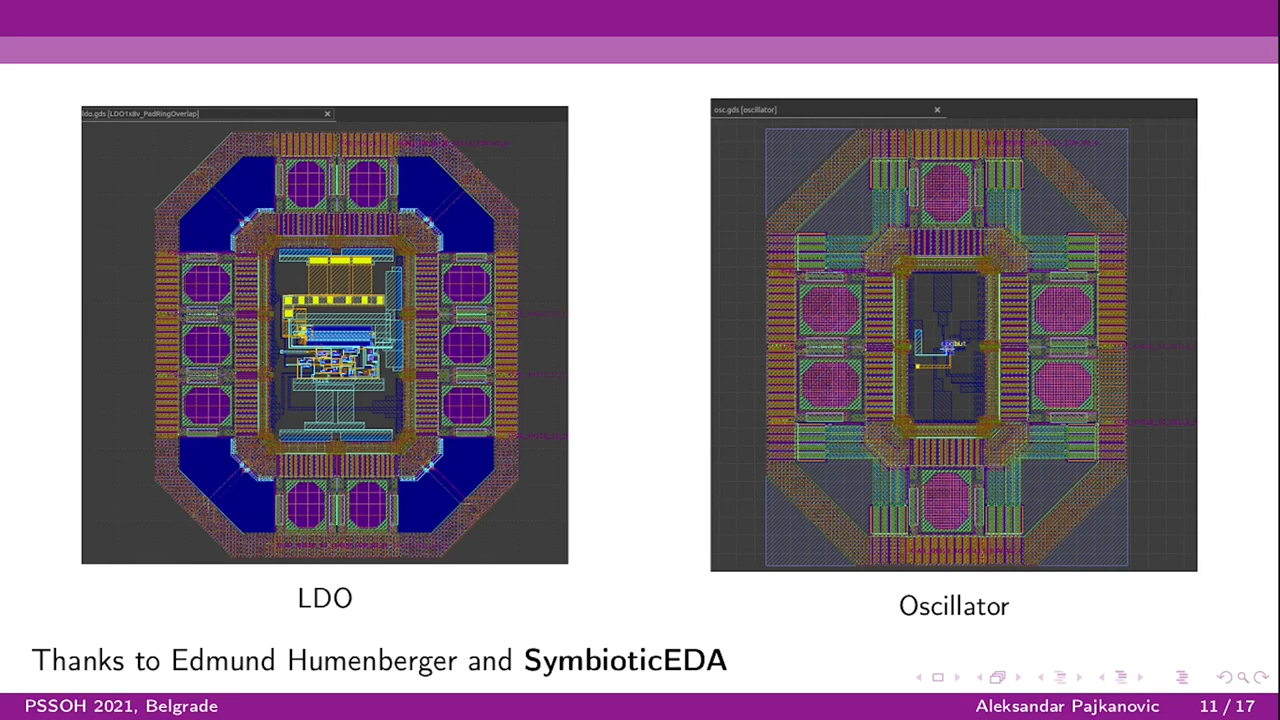 ldo.gds [LDO1x8v_PadRingOverlap]
osc.gds [oscillator]
LDO
Oscillator
Thanks to Edmund Humenberger and SymbioticEDA
PSSOH 2021, Belgrade
Aleksandar Pajkanovic
11 / 17